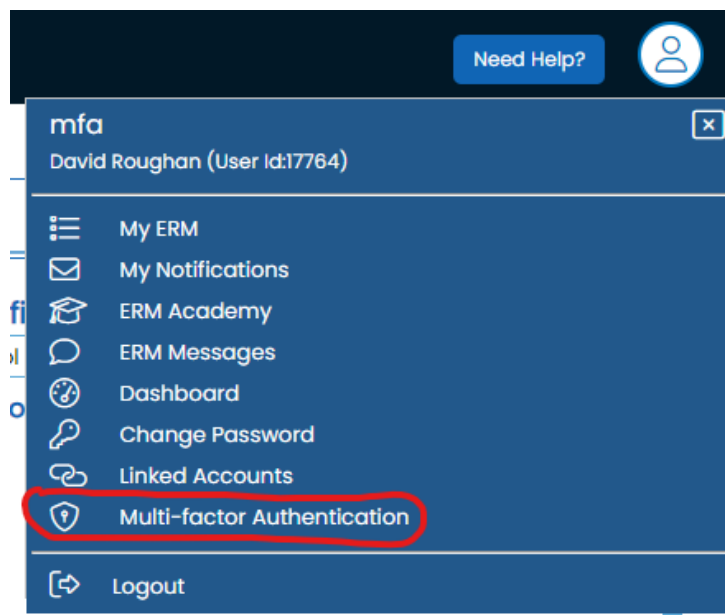 Need Help?
mfa
David Roughan (User Id:17764)
My ERM
My Notifications
fi
ERM Academy
ERM Messages
Dashboard
Change Password
Linked Accounts
Multi-factor Authentication
Logout